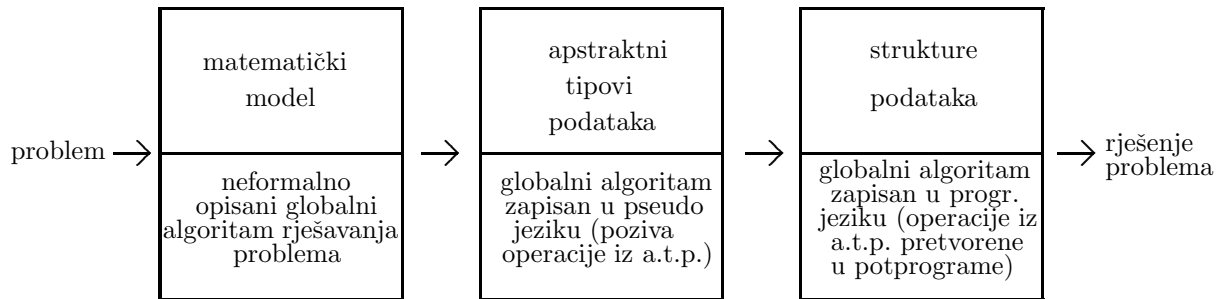 problem
matematički
model
neformalno
opisani globalni
algoritam rješavanja
problema
apstraktni
tipovi
podataka
globalni algoritam
zapisan u pseudo
jeziku (poziva
operacije iz a.t.p.)
strukture
podataka
globalni algoritam
zapisan u progr.
jeziku (operacije iz
a.t.p. pretvorene
u potprograme)
rješenje
problema